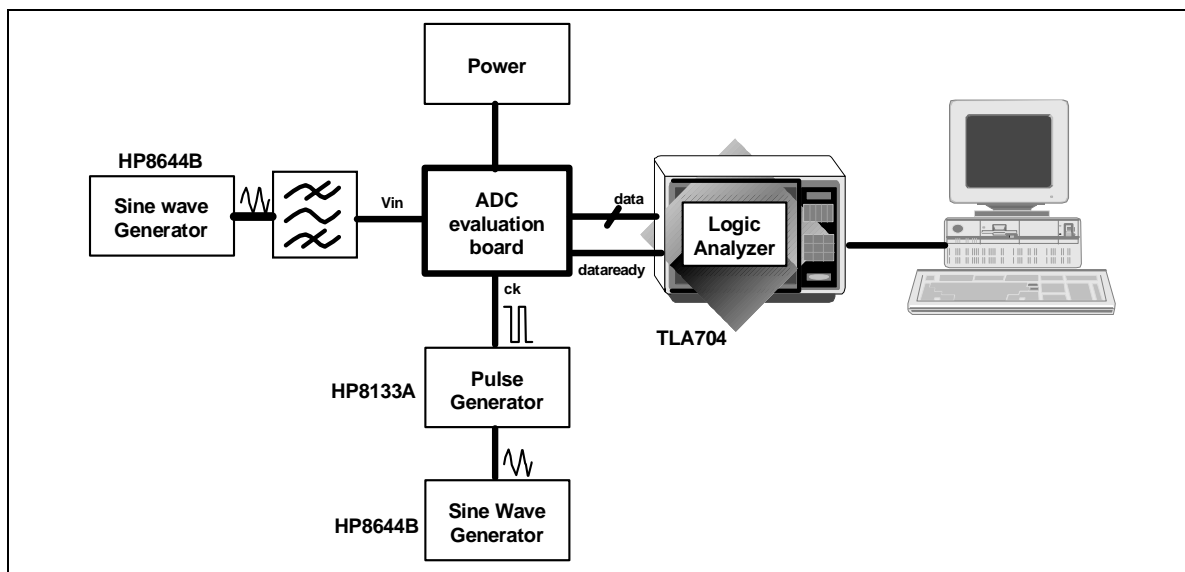 Power
HP8644B
Sine wave
Generator
Vin
ADC
evaluation
board
data
dataready
Logic
Analyzer
TLA704
ck
HP8133A
Pulse
Generator
HP8644B
Sine Wave
Generator